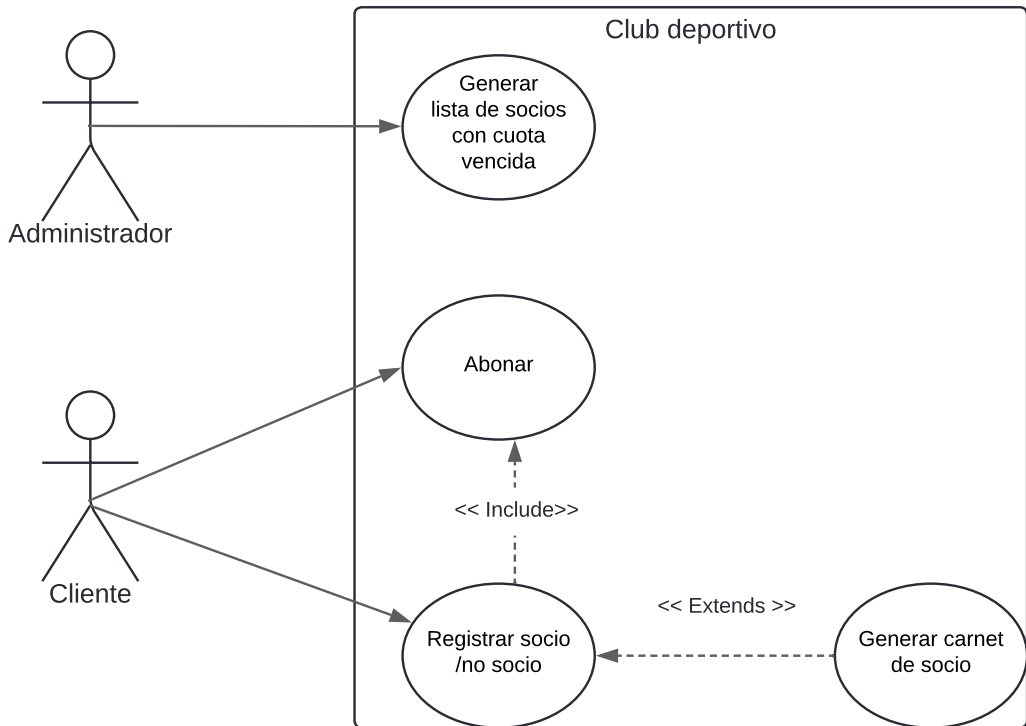 Club deportivo
Generar
lista de socios
con cuota
vencida
Administrador
Abonar
<< Include>>
Cliente
<< Extends >>
Registrar socio
/no socio
Generar carnet
de socio